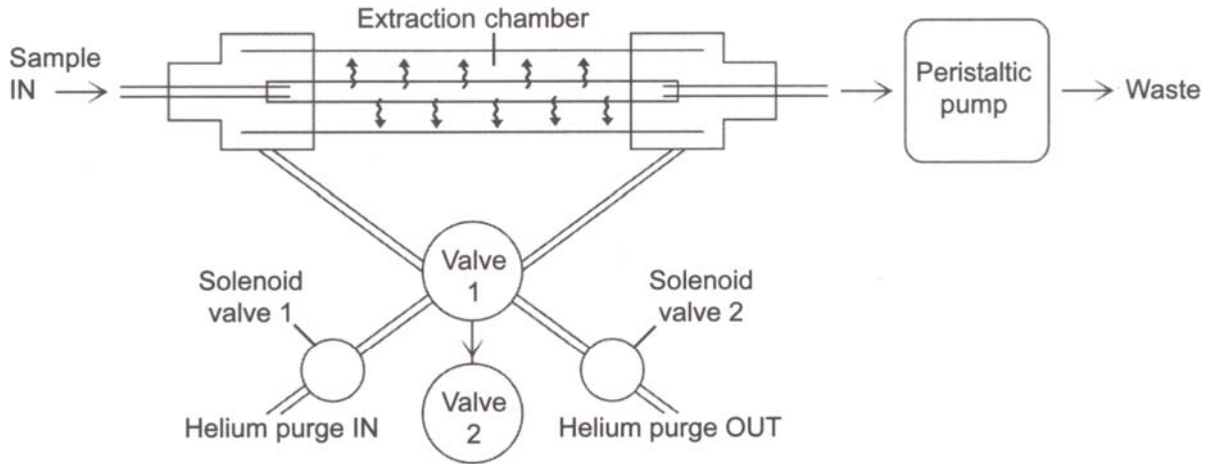 Extraction chamber
Sample
IN
Peristaltic
pump
Waste
Valve
1
Solenoid
valve 1
Solenoid
valve 2
Valve
2
Helium purge IN
Helium purge OUT